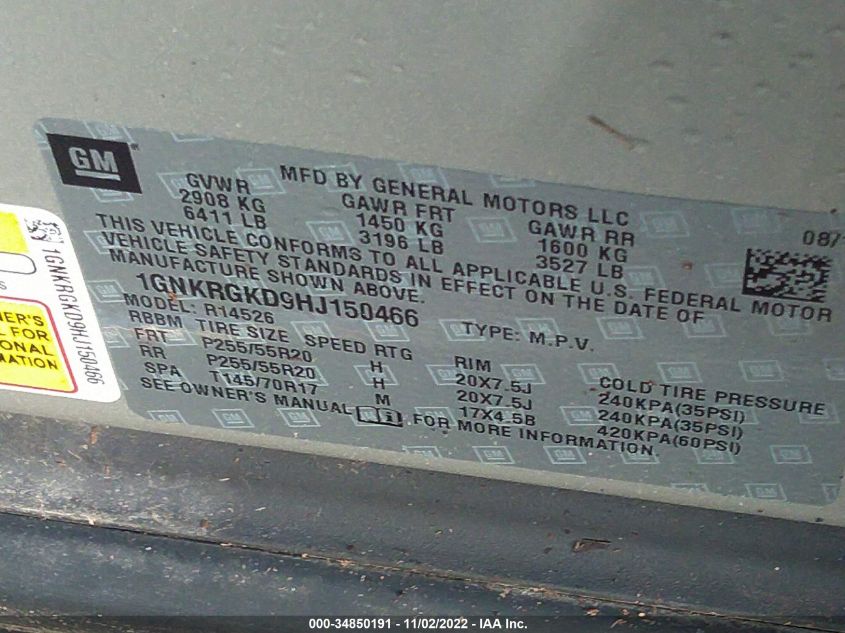 GM
MFD BY GENERAL MOTORS LLC
GVWR GAWR FRT GAWR RR
2908 KG 1450 KG 1600 KG
6411 LB 3196 LB 3527 LB
THIS VEHICLE CONFORMS TO ALL APPLICABLE U.S. FEDERAL MOTOR
VEHICLE SAFETY STANDARDS IN EFFECT ON THE DATE OF
MANUFACTURE SHOWN ABOVE.
1GNKRGKD9HJ150466
MODEL: R14526 TYPE: M.P.V.
RBBM TIRE SIZE SPEED RTG RIM COLD TIRE PRESSURE
FRT P255/55R20 H 20X7.5J 240KPA(35PSI)
RR P255/55R20 H 20X7.5J 240KPA(35PSI)
SPA T145/70R17 M 17X4.5B 420KPA(60PSI)
SEE OWNER'S MANUAL FOR MORE INFORMATION.
1GNKRGKD9HJ150466
FOR
INFORMATION
000-34850191 - 11/02/2022 - IAA Inc.